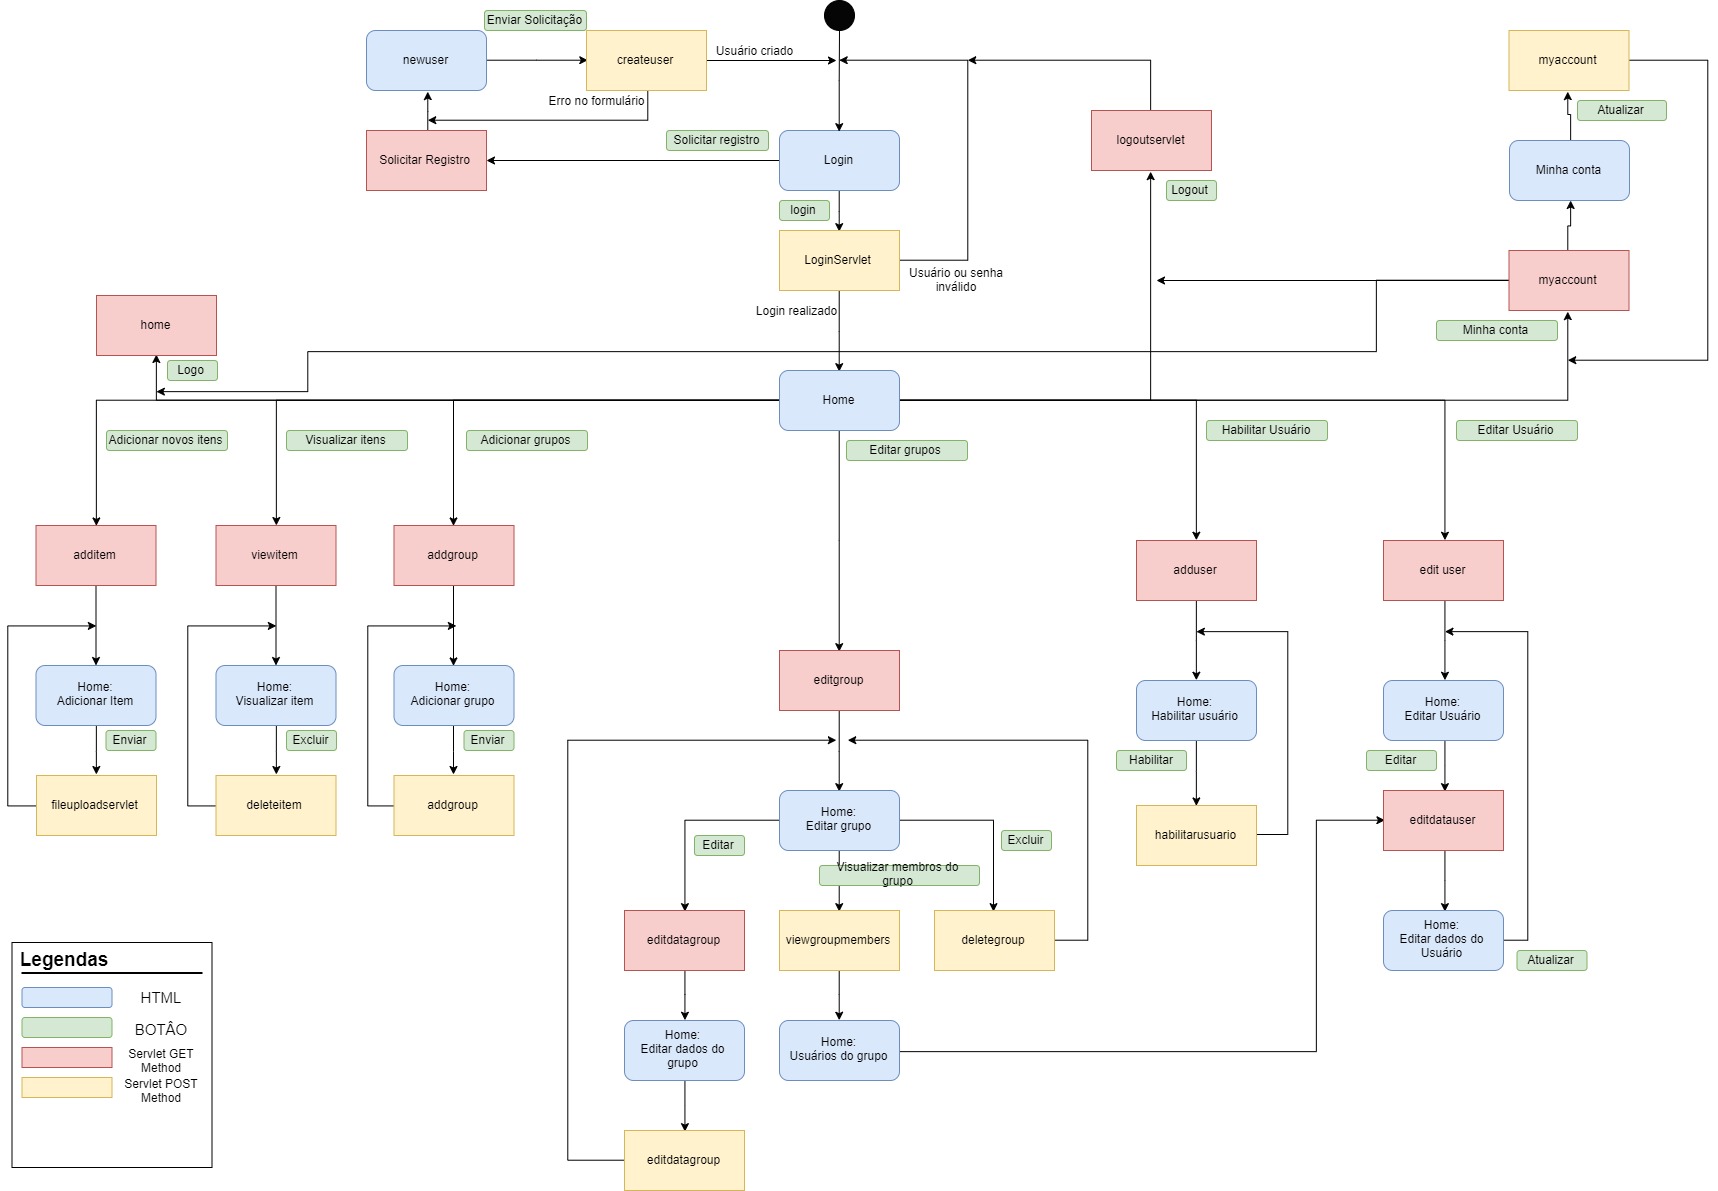 Enviar Solicitação
newuser
createuser
Usuário criado
Erro no formulário
myaccount
Atualizar
Solicitar Registro
Solicitar registro
Login
logoutservlet
Minha conta
Logout
login
LoginServlet
Usuário ou senha
inválido
myaccount
Login realizado
Minha conta
home
Logo
Home
Adicionar novos itens
Visualizar itens
Adicionar grupos
Editar grupos
Habilitar Usuário
Editar Usuário
additem
viewitem
addgroup
adduser
edit user
editgroup
Home:
Adicionar Item
Home:
Visualizar item
Home:
Adicionar grupo
Home:
Habilitar usuário
Home:
Editar Usuário
Enviar
Excluir
Enviar
Habilitar
Editar
fileuploadservlet
deleteitem
addgroup
Home:
Editar grupo
habilitarusuario
editdatauser
Editar
Excluir
Visualizar membros do
grupo
editdatagroup
viewgroupmembers
deletegroup
Home:
Editar dados do
Usuário
Atualizar
Home:
Editar dados do
grupo
Home:
Usuários do grupo
editdatagroup
Legendas
HTML
BOTÂO
Servlet GET
Method
Servlet POST
Method